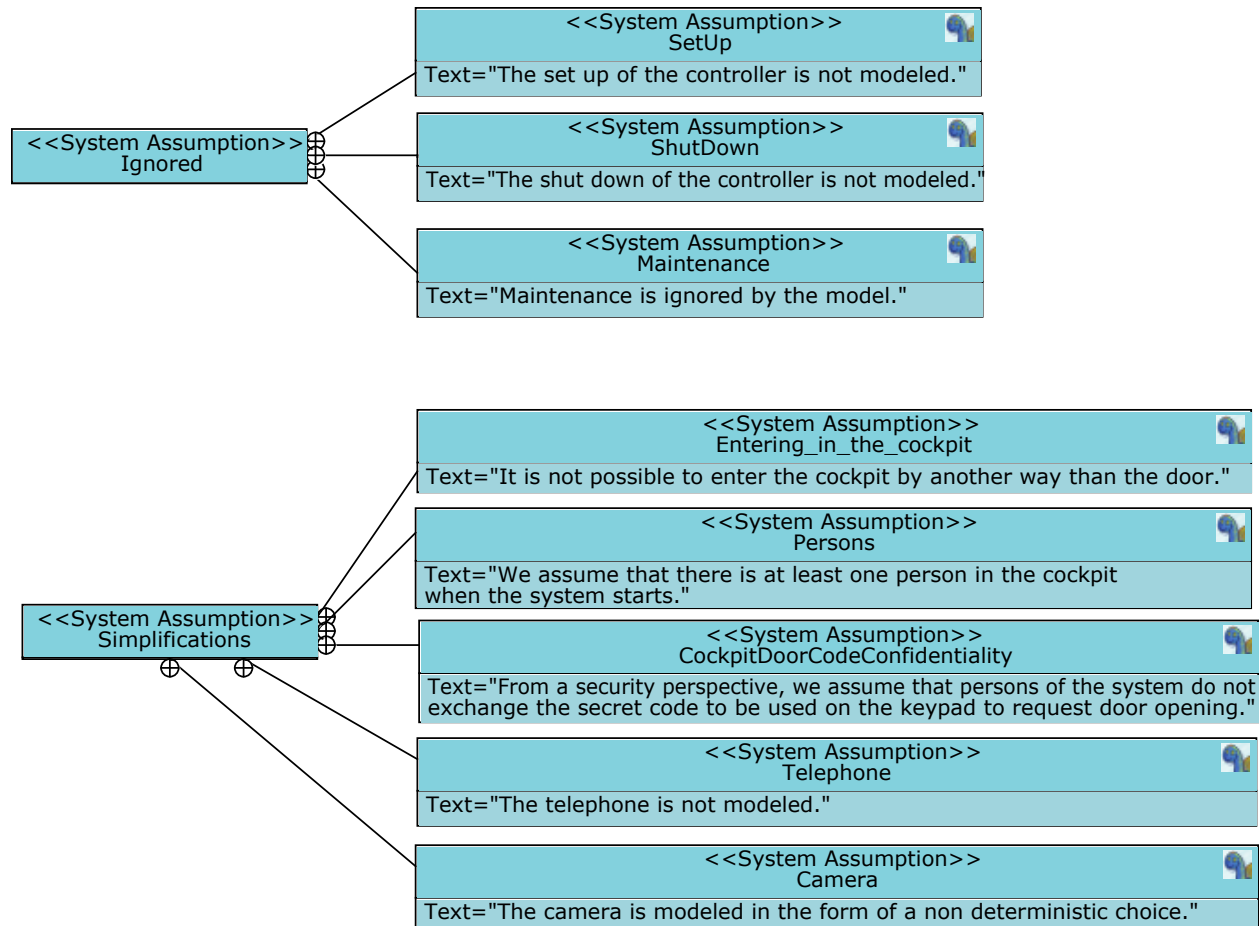 <<System Assumption>>
SetUp
Text="The set up of the controller is not modeled."
<<System Assumption>>
Ignored
<<System Assumption>>
ShutDown
Text="The shut down of the controller is not modeled."
<<System Assumption>>
Maintenance
Text="Maintenance is ignored by the model."
<<System Assumption>>
Entering_in_the_cockpit
Text="It is not possible to enter the cockpit by another way than the door."
<<System Assumption>>
Persons
Text="We assume that there is at least one person in the cockpit
when the system starts."
<<System Assumption>>
Simplifications
<<System Assumption>>
CockpitDoorCodeConfidentiality
Text="From a security perspective, we assume that persons of the system do not
exchange the secret code to be used on the keypad to request door opening."
<<System Assumption>>
Telephone
Text="The telephone is not modeled."
<<System Assumption>>
Camera
Text="The camera is modeled in the form of a non deterministic choice."